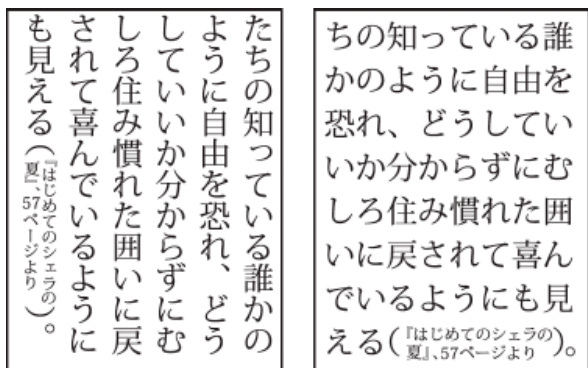 たちの知っている誰かの
ように自由を恐れ、どう
していいか分からずにむ
しろ住み慣れた囲いに戻
されて喜んでいるように
も見える(『はじめてのシェラの
夏』、57ページより)。
ちの知っている誰
かのように自由を
恐れ、どうしてい
いか分からずにむ
しろ住み慣れた囲
いに戻されて喜ん
でいるようにも見
える(『はじめてのシェラの
夏』、57ページより)。